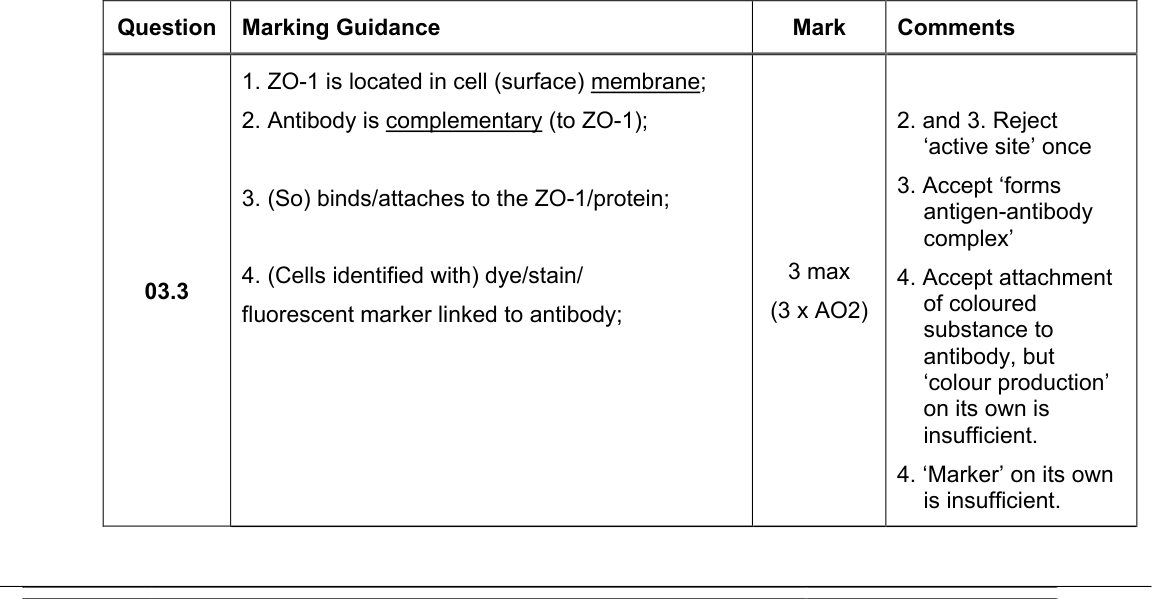 Question Marking Guidance Mark Comments
1. ZO-1 is located in cell (surface) membrane;
2. Antibody is complementary (to ZO-1);
3. (So) binds/attaches to the ZO-1/protein;
4. (Cells identified with) dye/stain/
fluorescent marker linked to antibody;
03.3
3 max
(3 x AO2)
2. and 3. Reject
‘active site’ once
3. Accept ‘forms
antigen-antibody
complex’
4. Accept attachment
of coloured
substance to
antibody, but
‘colour production’
on its own is
insufficient.
4. ‘Marker’ on its own
is insufficient.